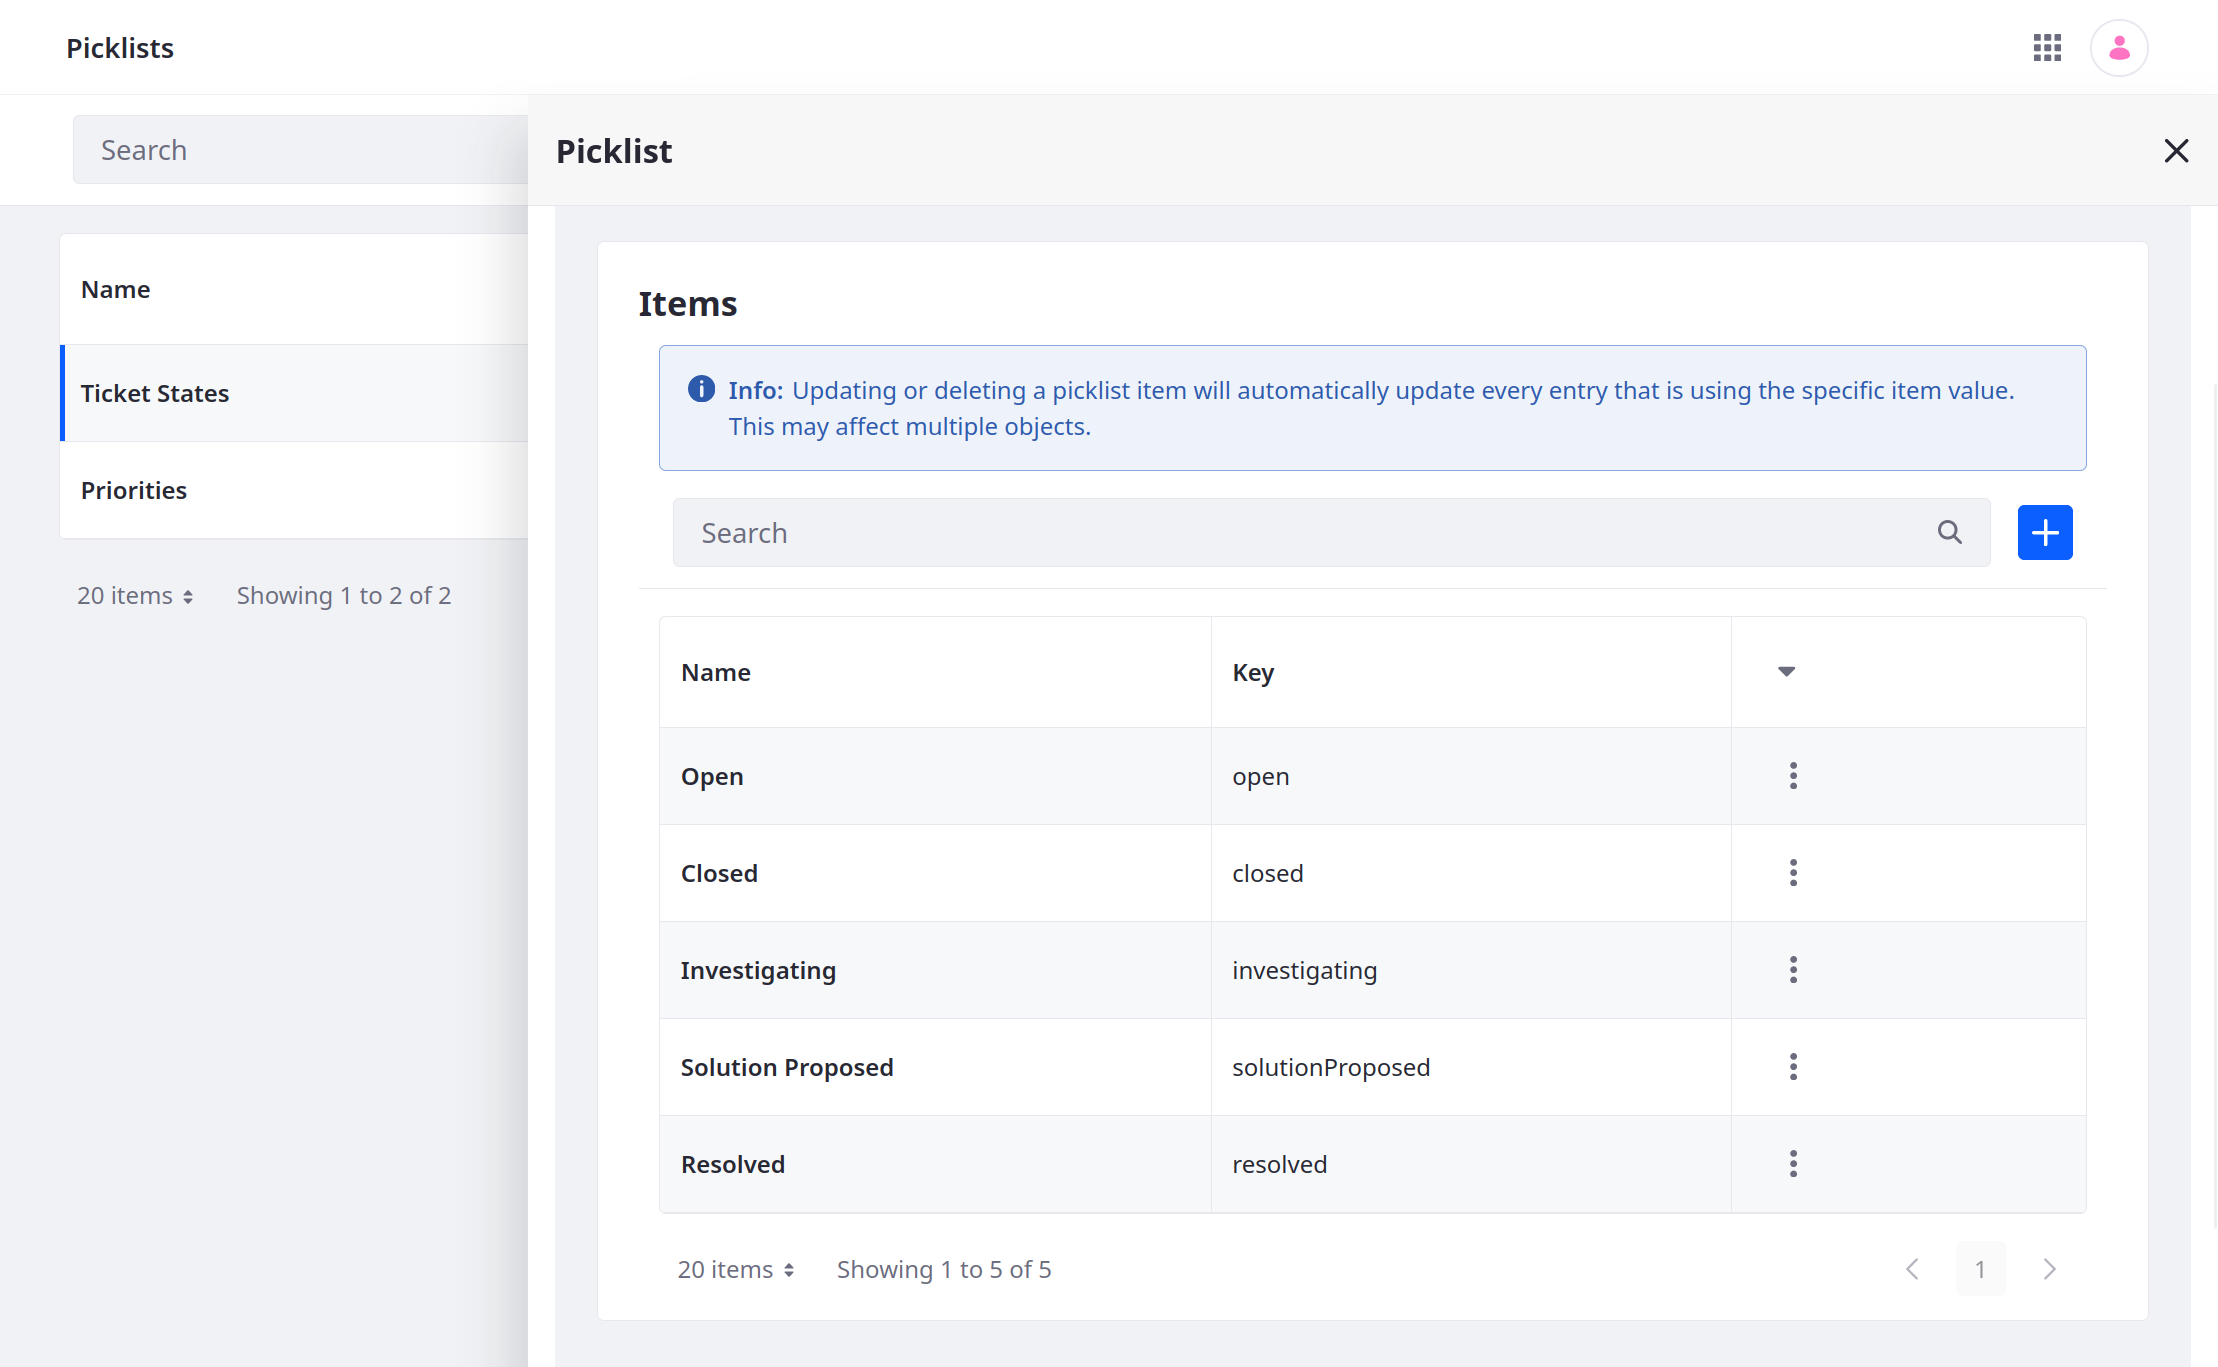 Picklists
Search
Name
Ticket States
Priorities
20 items Showing 1 to 2 of 2
Picklist
Items
Info: Updating or deleting a picklist item will automatically update every entry that is using the specific item value.
This may affect multiple objects.
Search
Name Key
Open open
Closed closed
Investigating investigating
Solution Proposed solutionProposed
Resolved resolved
20 items Showing 1 to 5 of 5 1